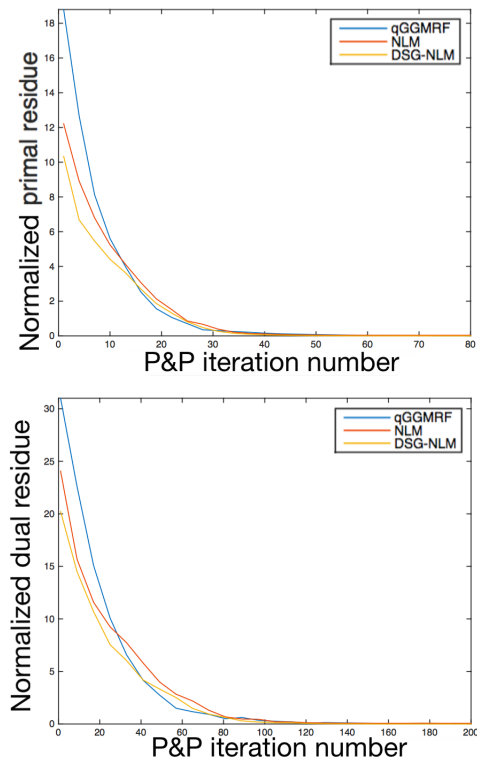 Normalized primal residue
18
16
14
12
10
8
6
4
2
0
0 10 20 30 40 50 60 70 80
qGGMRF
NLM
DSG-NLM
P&P iteration number
Normalized dual residue
30
25
20
15
10
5
0
0 20 40 60 80 100 120 140 160 180 200
qGGMRF
NLM
DSG-NLM
P&P iteration number